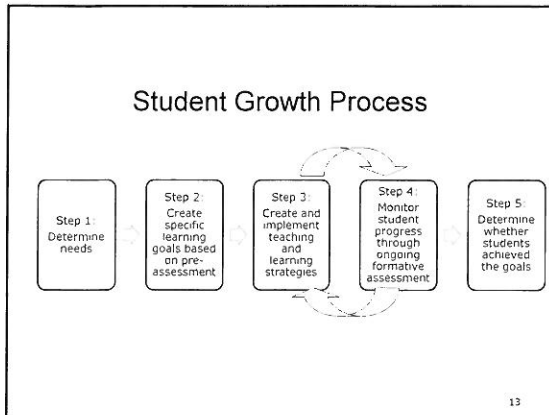 Student Growth Process
Step 1:
Determine
needs
Step 2:
Create
specific
learning
goals based
on pre-
assessment
Step 3:
Create and
implement
teaching
and
learning
strategies
Step 4:
Monitor
student
progress
through
ongoing
formative
assessment
Step 5:
Determine
whether
students
achieved
the goals
13